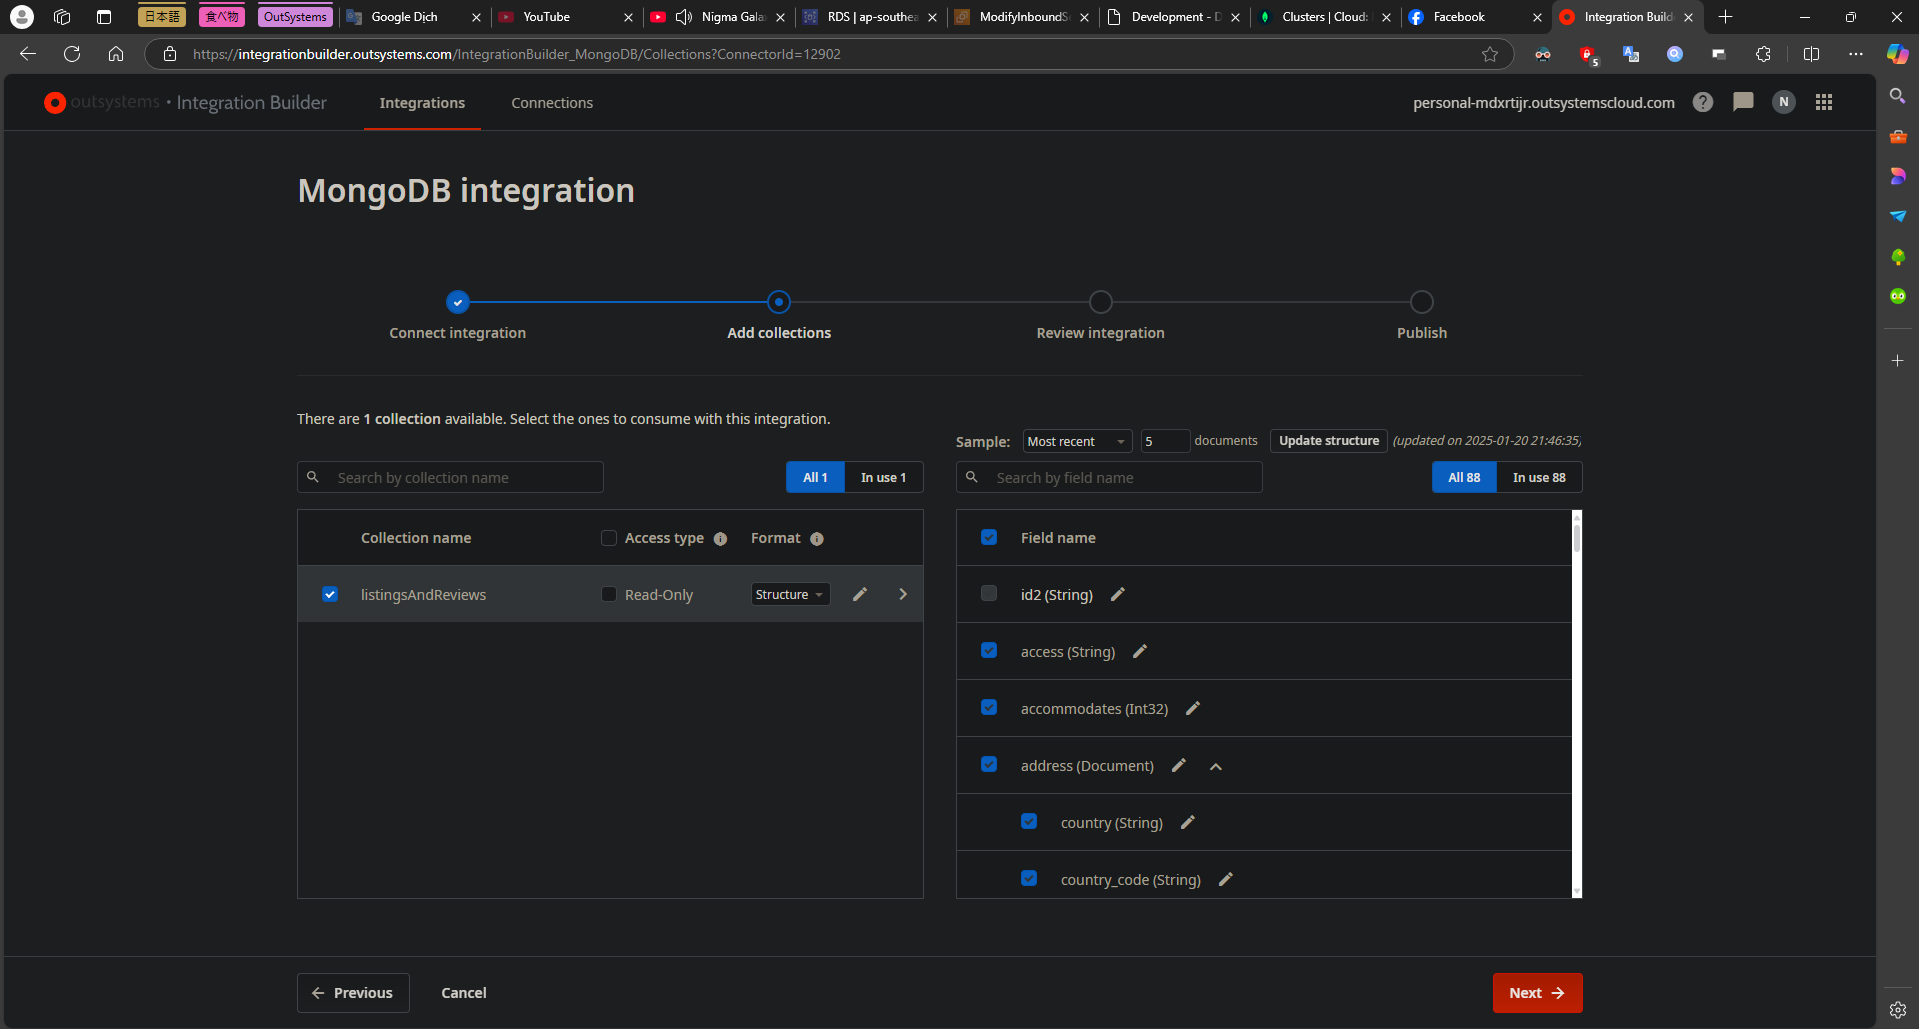 日本語
食べ物
OutSystems
Google Dịch
YouTube
Nigma Gala
RDS | ap-southea
ModifyInboundS
Development - D
Clusters | Cloud:
Facebook
Integration Build
https://integrationbuilder.outsystems.com/IntegrationBuilder_MongoDB/Collections?ConnectorId=12902
5
outsystems • Integration Builder
Integrations
Connections
personal-mdxrtijr.outsystemscloud.com
?
N
MongoDB integration
Connect integration
Add collections
Review integration
Publish
There are 1 collection available. Select the ones to consume with this integration.
Sample:
Most recent
5
documents
Update structure
(updated on 2025-01-20 21:46:35)
Search by collection name
All 1
In use 1
Search by field name
All 88
In use 88
Collection name
Access type
Format
Field name
listingsAndReviews
Read-Only
Structure
id2 (String)
access (String)
accommodates (Int32)
address (Document)
country (String)
country_code (String)
Previous
Cancel
Next